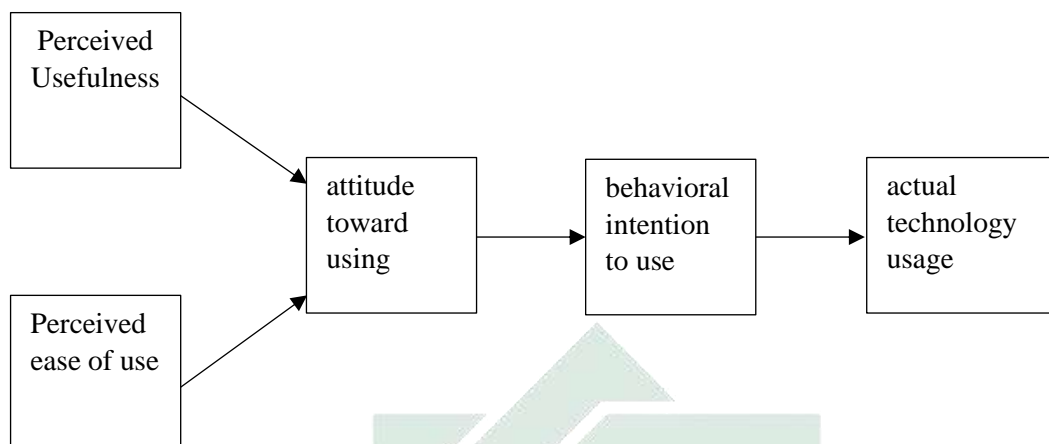 Perceived
Usefulness
attitude
toward
using
behavioral
intention
to use
actual
technology
usage
Perceived
ease of use